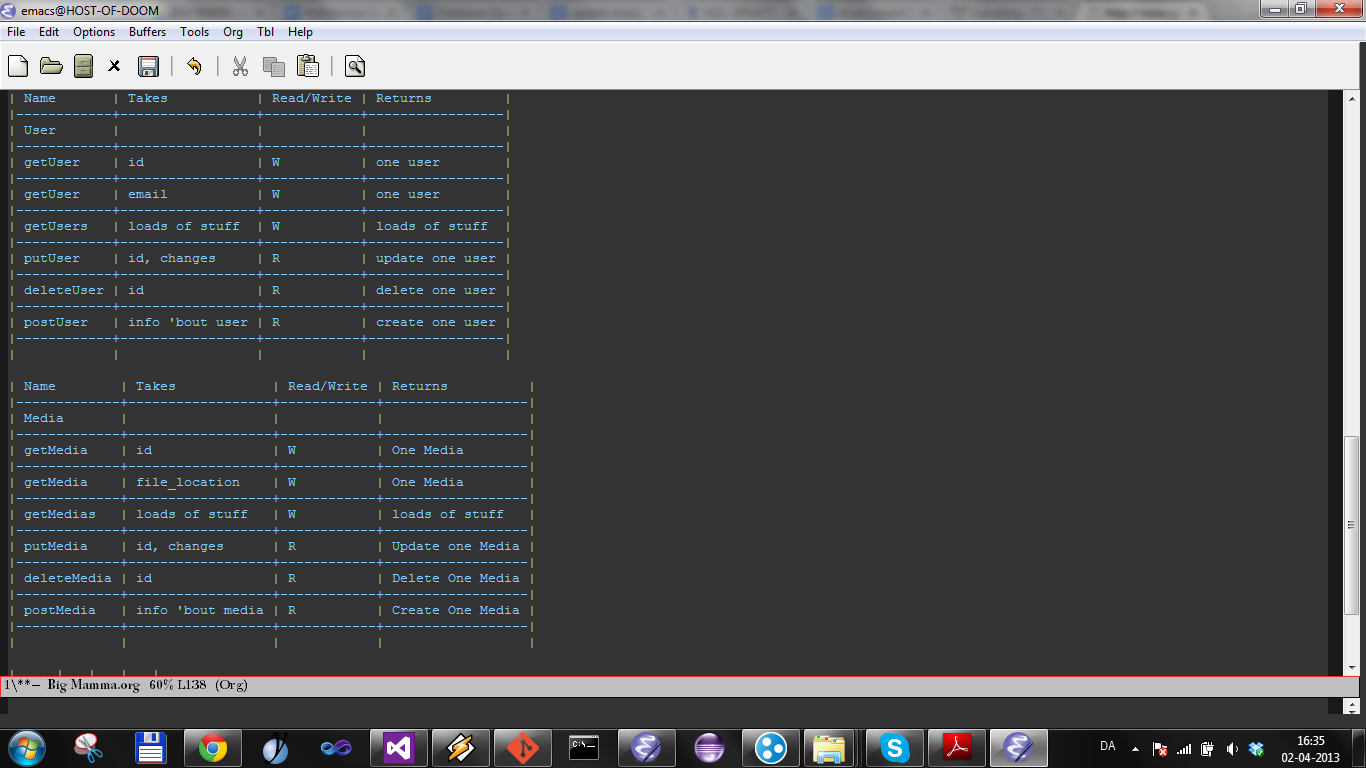 emacs@HOST-OF-DOOM
File Edit Options Buffers Tools Org Tbl Help
| Name | Takes | Read/Write | Returns |
|------------+-----------------+------------+-----------------|
| User | | | |
|------------+-----------------+------------+-----------------|
| getUser | id | W | one user |
|------------+-----------------+------------+-----------------|
| getUser | email | W | one user |
|------------+-----------------+------------+-----------------|
| getUsers | loads of stuff | W | loads of stuff |
|------------+-----------------+------------+-----------------|
| putUser | id, changes | R | update one user |
|------------+-----------------+------------+-----------------|
| deleteUser | id | R | delete one user |
|------------+-----------------+------------+-----------------|
| postUser | info 'bout user | R | create one user |
|------------+-----------------+------------+-----------------|
| | | | |
| Name | Takes | Read/Write | Returns |
|-------------+------------------+------------+------------------|
| Media | | | |
|-------------+------------------+------------+------------------|
| getMedia | id | W | One Media |
|-------------+------------------+------------+------------------|
| getMedia | file_location | W | One Media |
|-------------+------------------+------------+------------------|
| getMedias | loads of stuff | W | loads of stuff |
|-------------+------------------+------------+------------------|
| putMedia | id, changes | R | Update one Media |
|-------------+------------------+------------+------------------|
| deleteMedia | id | R | Delete One Media |
|-------------+------------------+------------+------------------|
| postMedia | info 'bout media | R | Create One Media |
|-------------+------------------+------------+------------------|
| | | | |
1\**- Big Mamma.org 60% L138 (Org)
DA 16:35
02-04-2013